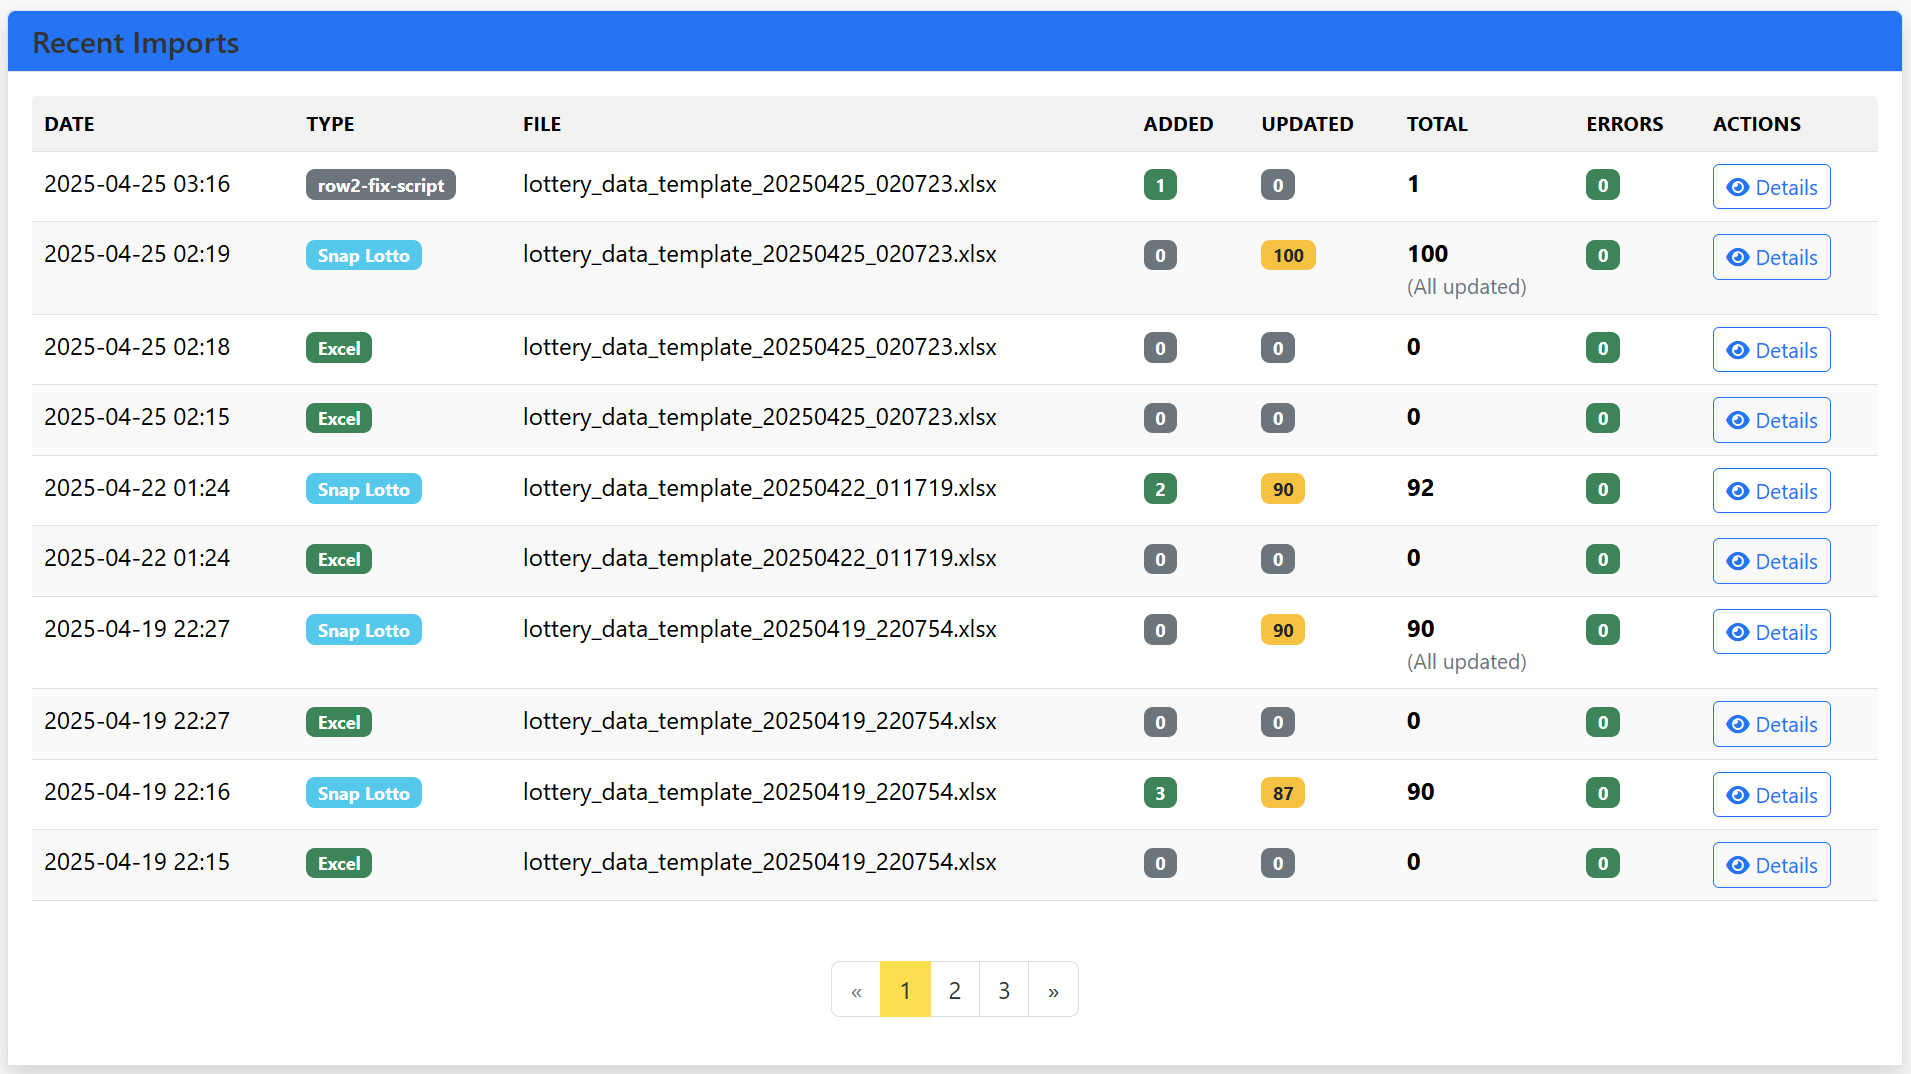 Recent Imports
DATE TYPE FILE ADDED UPDATED TOTAL ERRORS ACTIONS
2025-04-25 03:16 row2-fix-script lottery_data_template_20250425_020723.xlsx 1 0 1 0 Details
2025-04-25 02:19 Snap Lotto lottery_data_template_20250425_020723.xlsx 0 100 100 0 Details
(All updated)
2025-04-25 02:18 Excel lottery_data_template_20250425_020723.xlsx 0 0 0 0 Details
2025-04-25 02:15 Excel lottery_data_template_20250425_020723.xlsx 0 0 0 0 Details
2025-04-22 01:24 Snap Lotto lottery_data_template_20250422_011719.xlsx 2 90 92 0 Details
2025-04-22 01:24 Excel lottery_data_template_20250422_011719.xlsx 0 0 0 0 Details
2025-04-19 22:27 Snap Lotto lottery_data_template_20250419_220754.xlsx 0 90 90 0 Details
(All updated)
2025-04-19 22:27 Excel lottery_data_template_20250419_220754.xlsx 0 0 0 0 Details
2025-04-19 22:16 Snap Lotto lottery_data_template_20250419_220754.xlsx 3 87 90 0 Details
2025-04-19 22:15 Excel lottery_data_template_20250419_220754.xlsx 0 0 0 0 Details
« 1 2 3 »